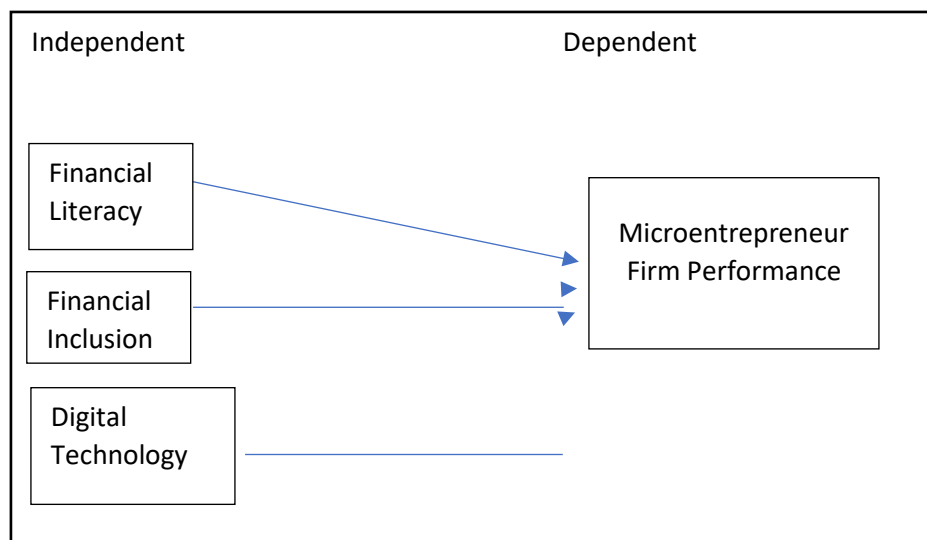 Independent
Dependent
Financial
Literacy
Financial
Inclusion
Digital
Technology
Microentrepreneur
Firm Performance